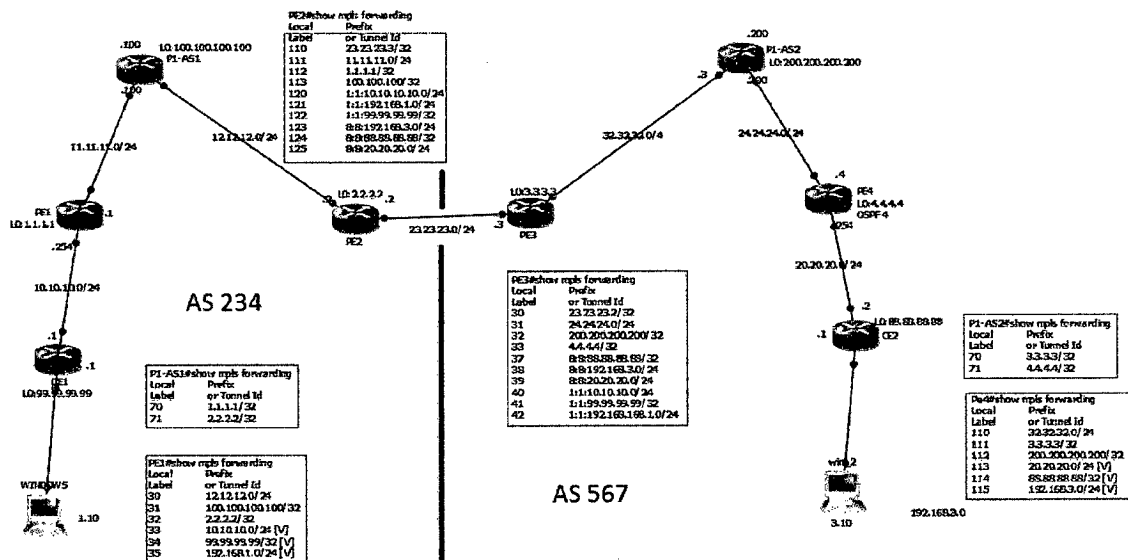 PE2#show mpls forwarding
Local Prefix
Label or Tunnel Id
110 23.23.23.3/32
111 11.11.11.0/24
112 1.1.1.1/32
113 100.100.100/32
120 1:1:10.10.10.10.0/24
121 1:1:192.168.1.0/24
122 1:1:99.99.99.99/32
123 8:8:192.168.3.0/24
124 8:8:88.88.88.88/32
125 8:8:20.20.20.0/24
.100
LO:100.100.100.100
P1-AS1
.100
.200
P1-AS2
LO:200.200.200.200
.200
.3
11.11.11.0/24
12.12.12.0/24
32.32.32.0/4
24.24.24.0/24
PE1
LO:1.1.1.1
.1
.254
LO:2.2.2.2
.2
PE2
23.23.23.0/24
LO:3.3.3.3
.3
PE3
.4
PE4
LO:4.4.4.4
OSPF 4
.254
10.10.10.0/24
AS 234
20.20.20.0/24
.1
.1
CE1
LO:99.99.99.99
.2
LO:88.88.88.88
.1
CE2
P1-AS1#show mpls forwarding
Local Prefix
Label or Tunnel Id
70 1.1.1.1/32
71 2.2.2.2/32
PE3#show mpls forwarding
Local Prefix
Label or Tunnel Id
30 23.23.23.2/32
31 24.24.24.0/24
32 200.200.200.200/32
33 4.4.4.4/32
37 8:8:88.88.88.88/32
38 8:8:192.168.3.0/24
39 8:8:20.20.20.0/24
40 1:1:10.10.10.0/24
41 1:1:99.99.99.99/32
42 1:1:192.168.168.1.0/24
P1-AS2#show mpls forwarding
Local Prefix
Label or Tunnel Id
70 3.3.3.3/32
71 4.4.4.4/32
PE1#show mpls forwarding
Local Prefix
Label or Tunnel Id
30 12.12.12.0/24
31 100.100.100.100/32
32 2.2.2.2/32
33 10.10.10.0/24 [V]
34 99.99.99.99/32 [V]
35 192.168.1.0/24 [V]
Pe4#show mpls forwarding
Local Prefix
Label or Tunnel Id
110 32.32.32.0/24
111 3.3.3.3/32
112 200.200.200.200/32
113 20.20.20.0/24 [V]
114 88.88.88.88/32 [V]
115 192.168.3.0/24 [V]
WINDOWS
1.10
AS 567
3.10
192.168.3.0